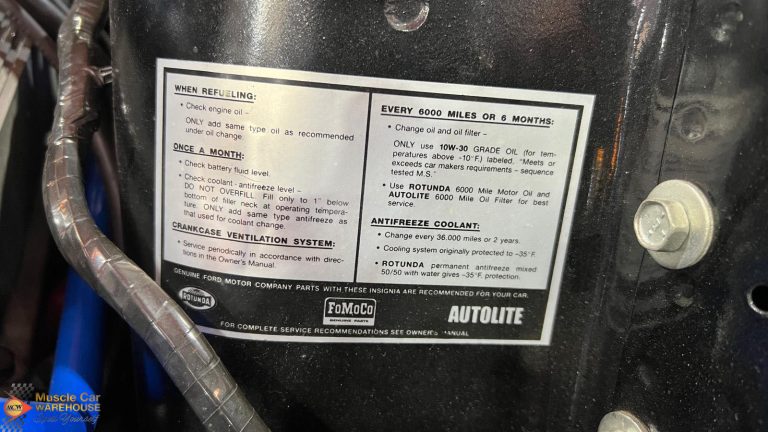 WHEN REFUELING:
• Check engine oil –
ONLY add same type oil as recommended
under oil change.
ONCE A MONTH:
• Check battery fluid level.
• Check coolant - antifreeze level –
DO NOT OVERFILL. Fill only to 1" below
bottom of filler neck at operating tempera-
ture. ONLY add same type antifreeze as
that used for coolant change.
CRANKCASE VENTILATION SYSTEM:
• Service periodically in accordance with direc-
tions in the Owner's Manual.
EVERY 6000 MILES OR 6 MONTHS:
• Change oil and oil filter –
ONLY use 10W-30 GRADE OIL (for tem-
peratures above -10°F) labeled, "Meets or
exceeds car makers requirements - sequence
tested M.S."
• Use ROTUNDA 6000 Mile Motor Oil and
AUTOLITE 6000 Mile Oil Filter for best
service.
ANTIFREEZE COOLANT:
• Change every 36,000 miles or 2 years.
• Cooling system originally protected to -35°F.
• ROTUNDA permanent antifreeze mixed
50/50 with water gives -35°F. protection.
GENUINE FORD MOTOR COMPANY PARTS WITH THESE INSIGNIA ARE RECOMMENDED FOR YOUR CAR.
ROTUNDA
FoMoCo
GENUINE PARTS
AUTOLITE
FOR COMPLETE SERVICE RECOMMENDATIONS SEE OWNER'S MANUAL
MCW
Muscle Car
WAREHOUSE